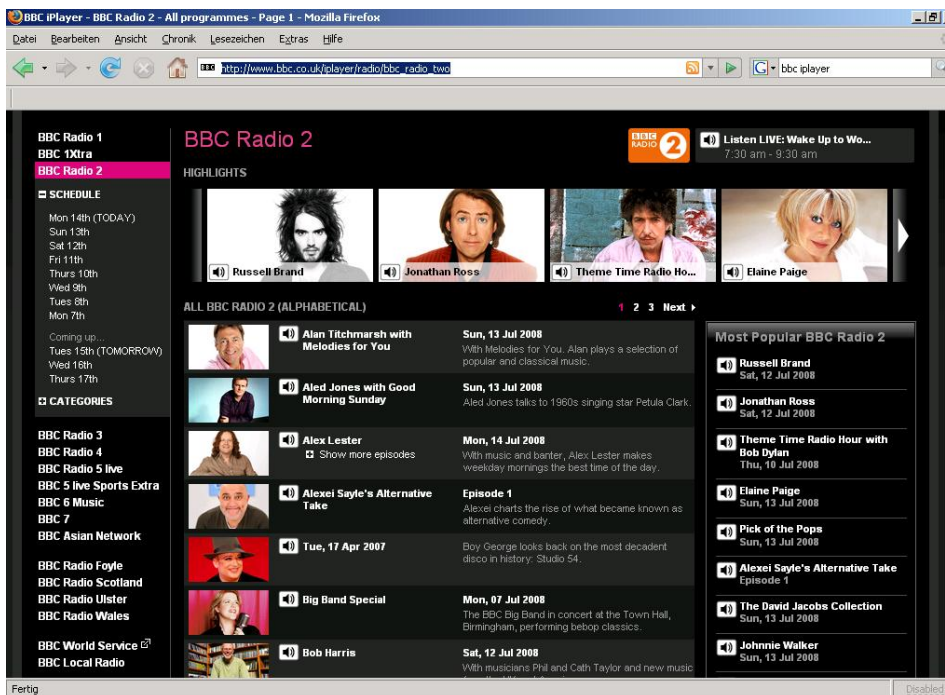 BBC iPlayer - BBC Radio 2 - All programmes - Page 1 - Mozilla Firefox
Datei Bearbeiten Ansicht Chronik Lesezeichen Extras Hilfe
BBC http://www.bbc.co.uk/iplayer/radio/bbc_radio_two
G bbc iplayer
BBC Radio 1
BBC 1Xtra
BBC Radio 2
SCHEDULE
Mon 14th (TODAY)
Sun 13th
Sat 12th
Fri 11th
Thurs 10th
Wed 9th
Tues 8th
Mon 7th
Coming up...
Tues 15th (TOMORROW)
Wed 16th
Thurs 17th
CATEGORIES
BBC Radio 3
BBC Radio 4
BBC Radio 5 live
BBC 5 live Sports Extra
BBC 6 Music
BBC 7
BBC Asian Network
BBC Radio Foyle
BBC Radio Scotland
BBC Radio Ulster
BBC Radio Wales
BBC World Service
BBC Local Radio
BBC Radio 2
BBC
RADIO 2
Listen LIVE: Wake Up to Wo...
7:30 am - 9:30 am
HIGHLIGHTS
Russell Brand
Jonathan Ross
Theme Time Radio Ho...
Elaine Paige
ALL BBC RADIO 2 (ALPHABETICAL)
1 2 3 Next
Alan Titchmarsh with
Melodies for You
Sun, 13 Jul 2008
With Melodies for You. Alan plays a selection of
popular and classical music.
Aled Jones with Good
Morning Sunday
Sun, 13 Jul 2008
Aled Jones talks to 1960s singing star Petula Clark.
Alex Lester
Show more episodes
Mon, 14 Jul 2008
With music and banter, Alex Lester makes
weekday mornings the best time of the day.
Alexei Sayle's Alternative
Take
Episode 1
Alexei charts the rise of what became known as
alternative comedy.
Tue, 17 Apr 2007
Boy George looks back on the most decadent
disco in history: Studio 54.
Big Band Special
Mon, 07 Jul 2008
The BBC Big Band in concert at the Town Hall,
Birmingham, performing bebop classics.
Bob Harris
Sat, 12 Jul 2008
With musicians Phil and Cath Taylor and new music
Most Popular BBC Radio 2
Russell Brand
Sat, 12 Jul 2008
Jonathan Ross
Sat, 12 Jul 2008
Theme Time Radio Hour with
Bob Dylan
Thu, 10 Jul 2008
Elaine Paige
Sun, 13 Jul 2008
Pick of the Pops
Sun, 13 Jul 2008
Alexei Sayle's Alternative Take
Episode 1
The David Jacobs Collection
Sun, 13 Jul 2008
Johnnie Walker
Sun, 13 Jul 2008
Fertig
Disabled